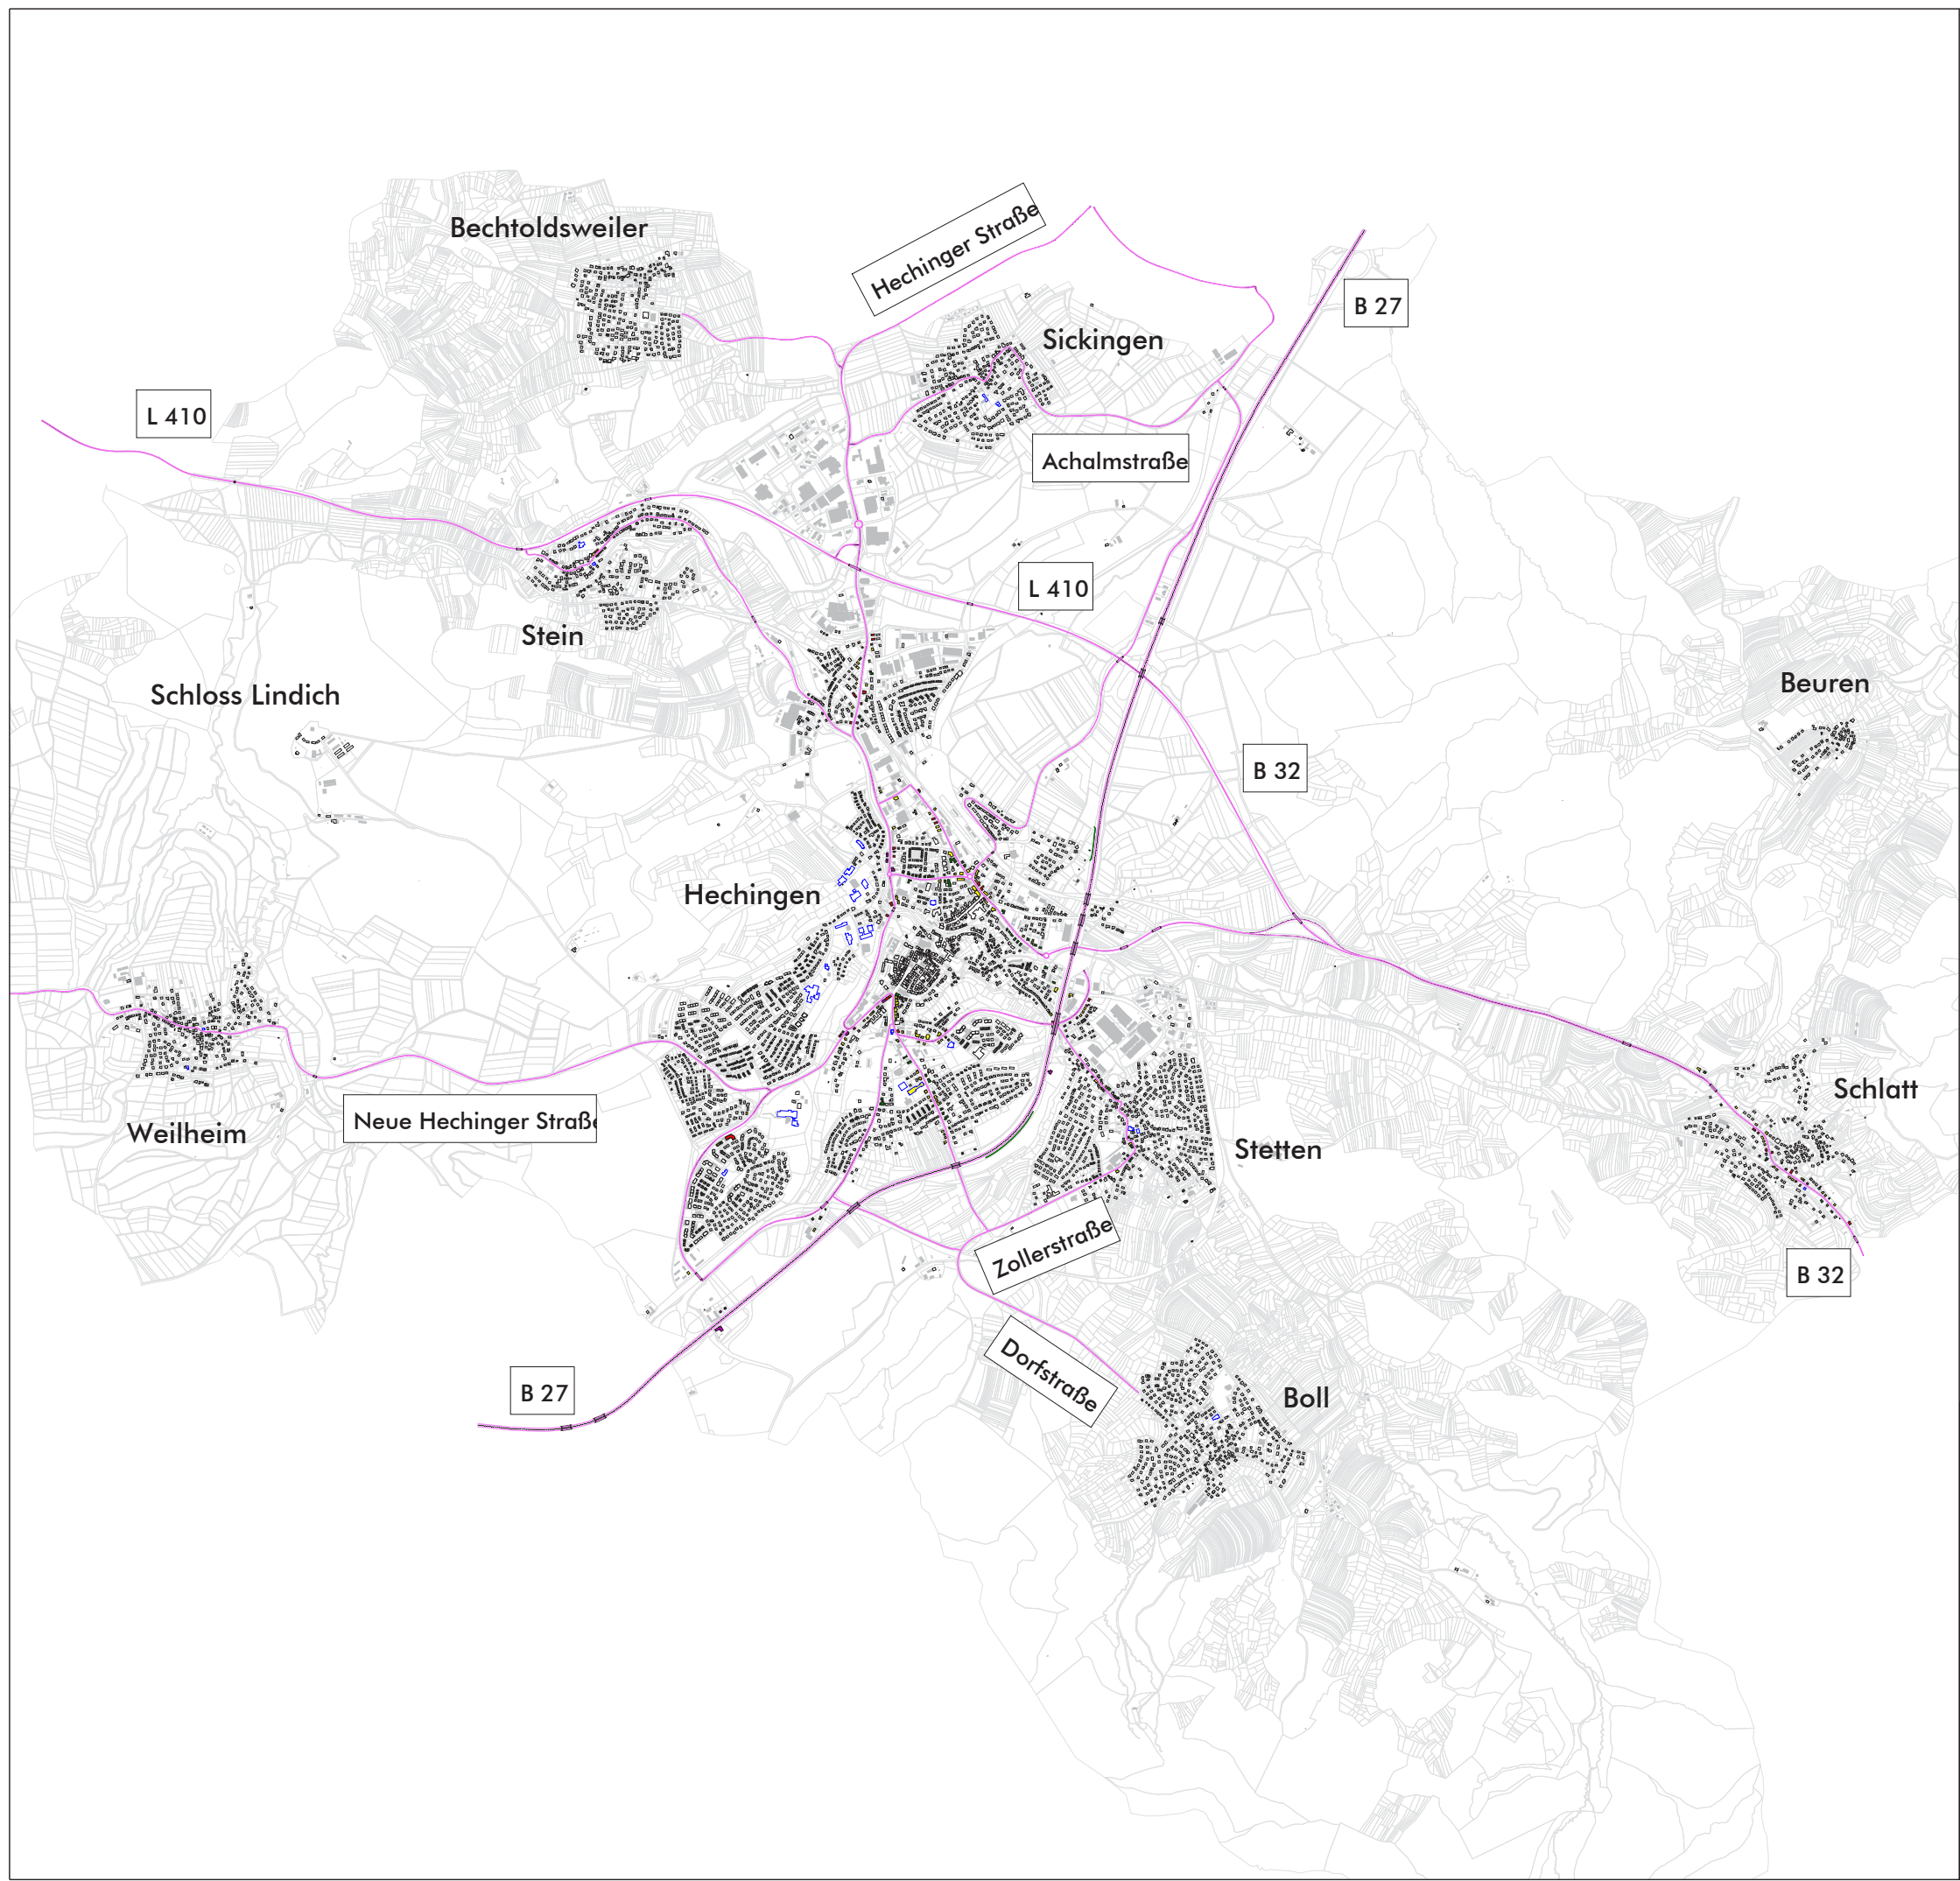 Bechtoldsweiler
Hechinger Straße
B 27
Sickingen
L 410
Achalmstraße
L 410
Stein
Schloss Lindich
Beuren
B 32
Hechingen
Schlatt
Neue Hechinger Straße
Weilheim
Stetten
Zollerstraße
B 32
Dorfstraße
B 27
Boll